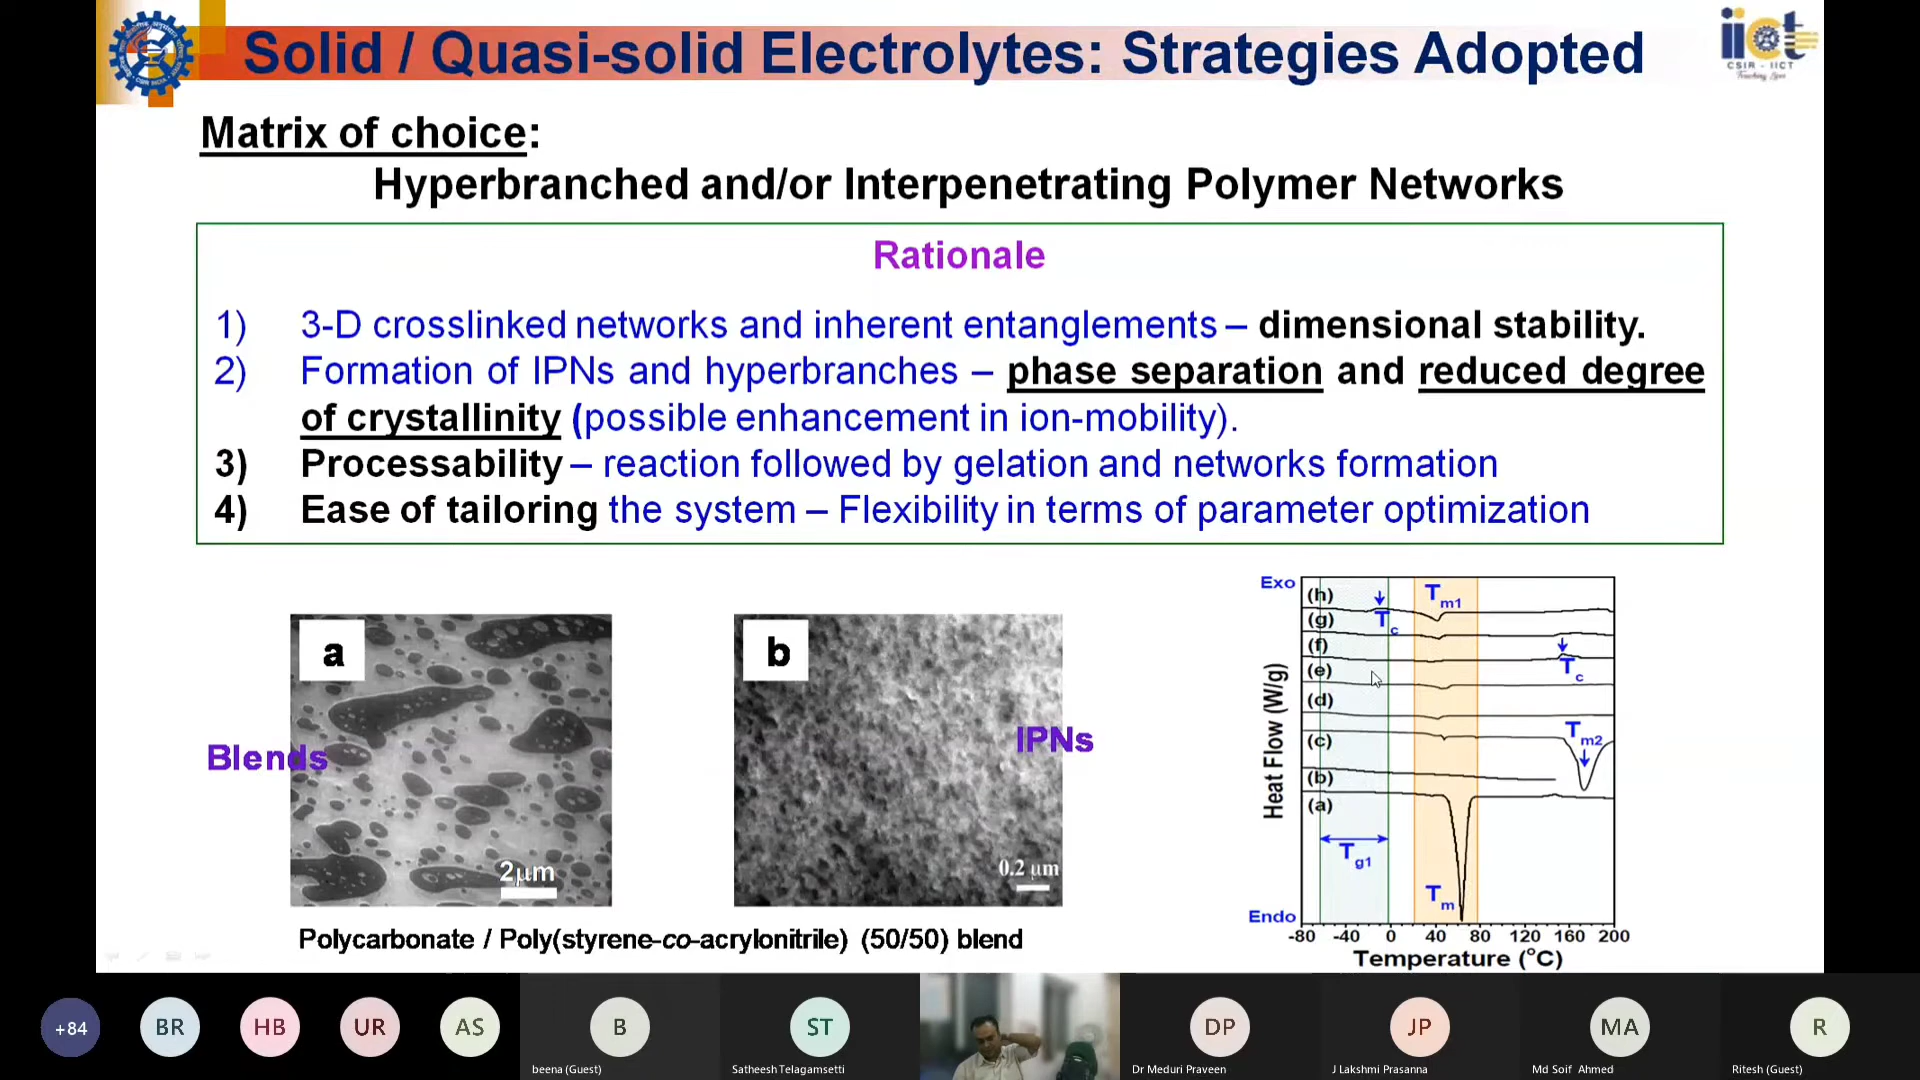 Solid / Quasi-solid Electrolytes: Strategies Adopted
iict
CSIR - IICT
Matrix of choice:
Hyperbranched and/or Interpenetrating Polymer Networks
Rationale
1) 3-D crosslinked networks and inherent entanglements – dimensional stability.
2) Formation of IPNs and hyperbranches – phase separation and reduced degree
of crystallinity (possible enhancement in ion-mobility).
3) Processability – reaction followed by gelation and networks formation
4) Ease of tailoring the system – Flexibility in terms of parameter optimization
a
Blends
2μm
b
IPNs
0.2 μm
Polycarbonate / Poly(styrene-co-acrylonitrile) (50/50) blend
Exo
Heat Flow (W/g)
Endo
(h)
(g)
(f)
(e)
(d)
(c)
(b)
(a)
Tm1
Tc
Tc
Tm2
Tg1
Tm
-80 -40 0 40 80 120 160 200
Temperature (°C)
+84
BR
HB
UR
AS
B
beena (Guest)
ST
Satheesh Telagamsetti
DP
Dr Meduri Praveen
JP
J Lakshmi Prasanna
MA
Md Soif Ahmed
R
Ritesh (Guest)